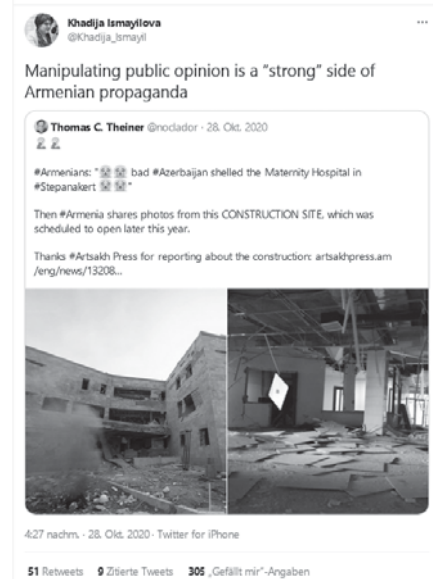 Khadija Ismayilova
@Khadija_Ismayil
Manipulating public opinion is a "strong" side of
Armenian propaganda
Thomas C. Theiner @noclador · 28. Okt. 2020
#Armenians: " bad #Azerbaijan shelled the Maternity Hospital in
#Stepanakert "
Then #Armenia shares photos from this CONSTRUCTION SITE, which was
scheduled to open later this year.
Thanks #Artsakh Press for reporting about the construction: artsakhpress.am
/eng/news/13208...
4:27 nachm. · 28. Okt. 2020 · Twitter for iPhone
51 Retweets 9 Zitierte Tweets 305 „Gefällt mir"-Angaben